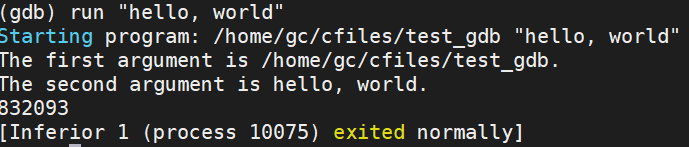 (gdb) run "hello, world"
Starting program: /home/gc/cfiles/test_gdb "hello, world"
The first argument is /home/gc/cfiles/test_gdb.
The second argument is hello, world.
832093
[Inferior 1 (process 10075) exited normally]